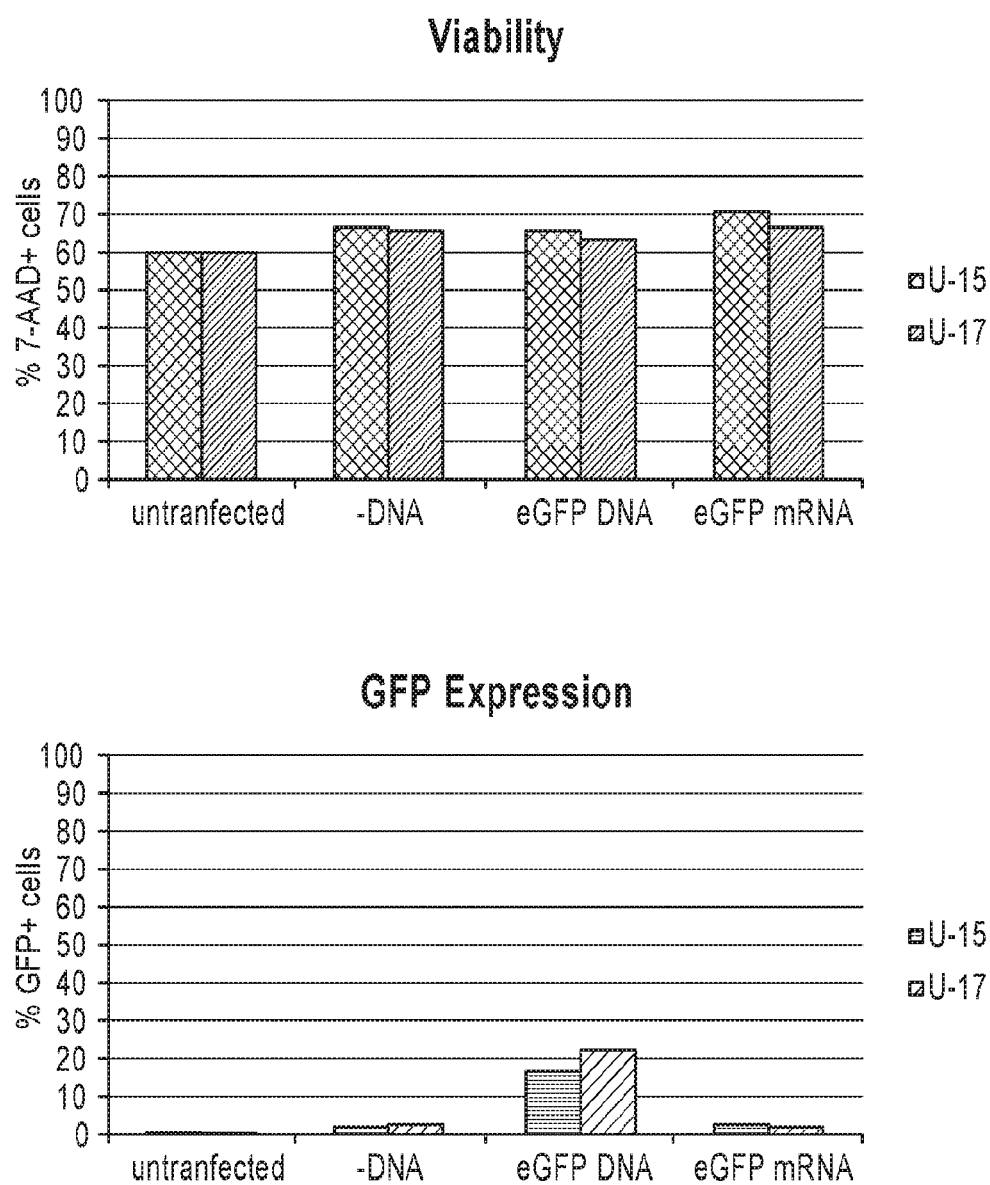 Viability
% 7-AAD+ cells
100
90
80
70
60
50
40
30
20
10
0
untranfected -DNA eGFP DNA eGFP mRNA
U-15
U-17
GFP Expression
% GFP+ cells
100
90
80
70
60
50
40
30
20
10
0
untranfected -DNA eGFP DNA eGFP mRNA
U-15
U-17